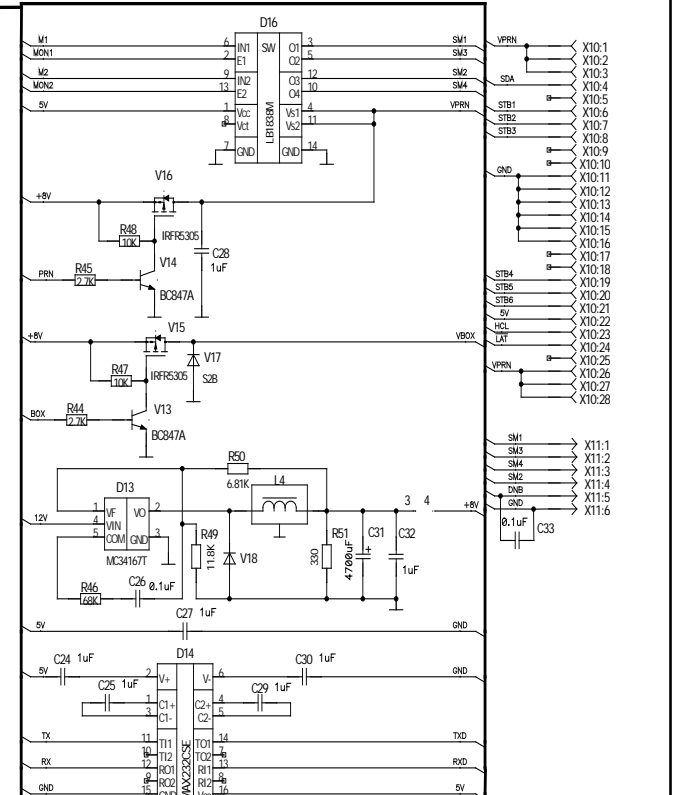 D16
M1 6 IN1 SW O1 3 SM1 VPRN X10:1
MON1 2 E1 O2 5 SM3 X10:2
X10:3
M2 9 IN2 O3 12 SM2 SDA X10:4
MON2 13 E2 O4 10 SM4 X10:5
5V 1 Vcc Vs1 4 VPRN STB1 X10:6
8 Vct Vs2 11 STB2 X10:7
LB1838M
STB3 X10:8
7 GND GND 14 X10:9
X10:10
V16 GND X10:11
X10:12
+8V X10:13
X10:14
R48 IRFR5305 X10:15
10K C28 X10:16
V14 1uF X10:17
X10:18
PRN R45 STB4 X10:19
2.7K BC847A STB5 X10:20
STB6 X10:21
V15 5V X10:22
+8V VBOX HCL X10:23
LAT X10:24
V17 X10:25
R47 IRFR5305 S2B VPRN X10:26
10K X10:27
X10:28
BOX R44 V13
2.7K BC847A
SM1 X11:1
SM3 X11:2
R50 SM4 X11:3
6.81K L4 SM2 X11:4
D13 DNB X11:5
1 VF VO 2 3 4 +8V GND X11:6
12V 4 VIN
5 COM GND 3
MC34167T
R49 11.8K
V18
R51 330
C31 + 4700uF
C32 1uF
0.1uF C33
R46 C26 0.1uF
68K
C27 1uF
5V GND
D14
C24 1uF C30 1uF
5V 2 V+ V- 6 GND
C25 1uF C29 1uF
1 C1+ C2+ 4
3 C1- C2- 5
TX 11 TI1 TO1 14 TXD
10 TI2 TO2 7
RX 12 RO1 RI1 13 RXD
9 RO2 RI2 8
GND 15 GND Vcc 16 5V
MAX232CSE